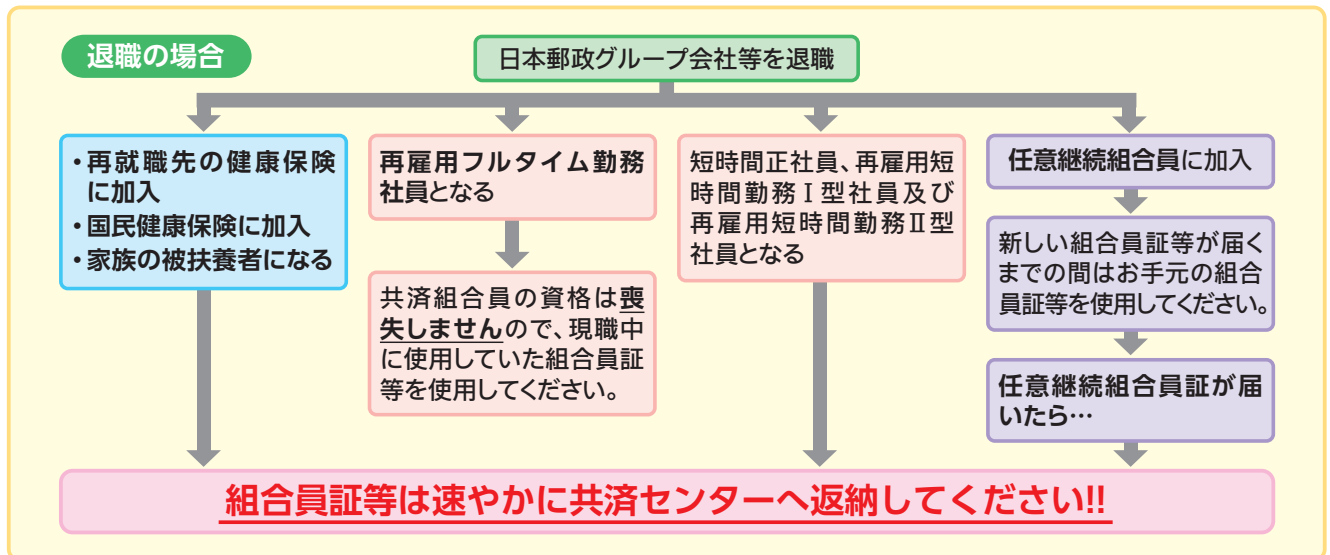 退職の場合
日本郵政グループ会社等を退職
・再就職先の健康保険
に加入
・国民健康保険に加入
・家族の被扶養者になる
再雇用フルタイム勤務
社員となる
共済組合員の資格は喪
失しませんので、現職中
に使用していた組合員証
等を使用してください。
短時間正社員、再雇用短
時間勤務Ⅰ型社員及び
再雇用短時間勤務Ⅱ型
社員となる
任意継続組合員に加入
新しい組合員証等が届く
までの間はお手元の組合
員証等を使用してください。
任意継続組合員証が届
いたら…
組合員証等は速やかに共済センターへ返納してください!!